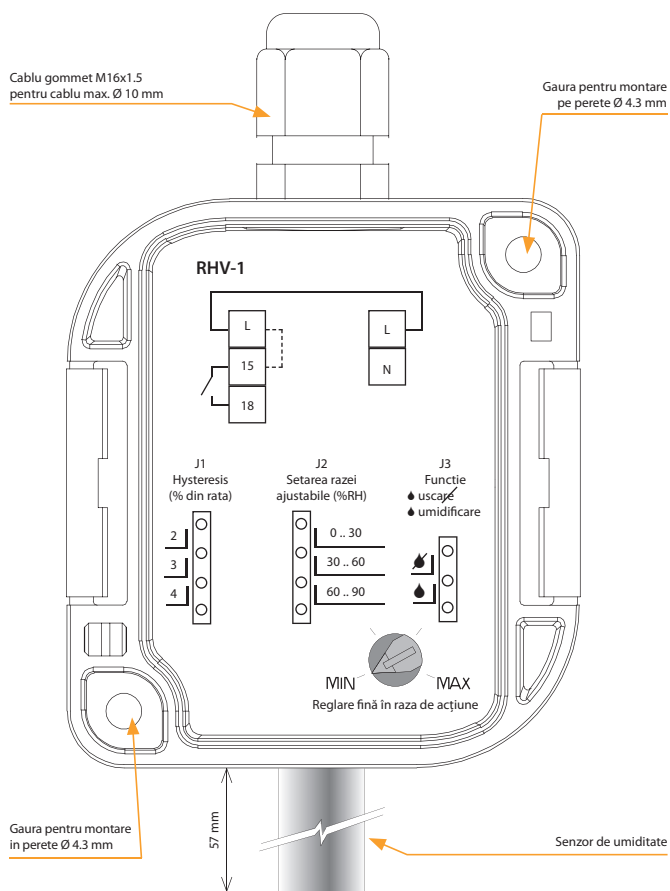 Cablu gommet M16x1.5
pentru cablu max. Ø 10 mm
Gaura pentru montare
pe perete Ø 4.3 mm
RHV-1
L
15
18
L
N
J1
Hysteresis
(% din rata)
2
3
4
J2
Setarea razei
ajustabile (%RH)
0 .. 30
30 .. 60
60 .. 90
J3
Functie
uscare
umidificare
MIN
MAX
Reglare fină în raza de acțiune
Gaura pentru montare
in perete Ø 4.3 mm
57 mm
Senzor de umiditate